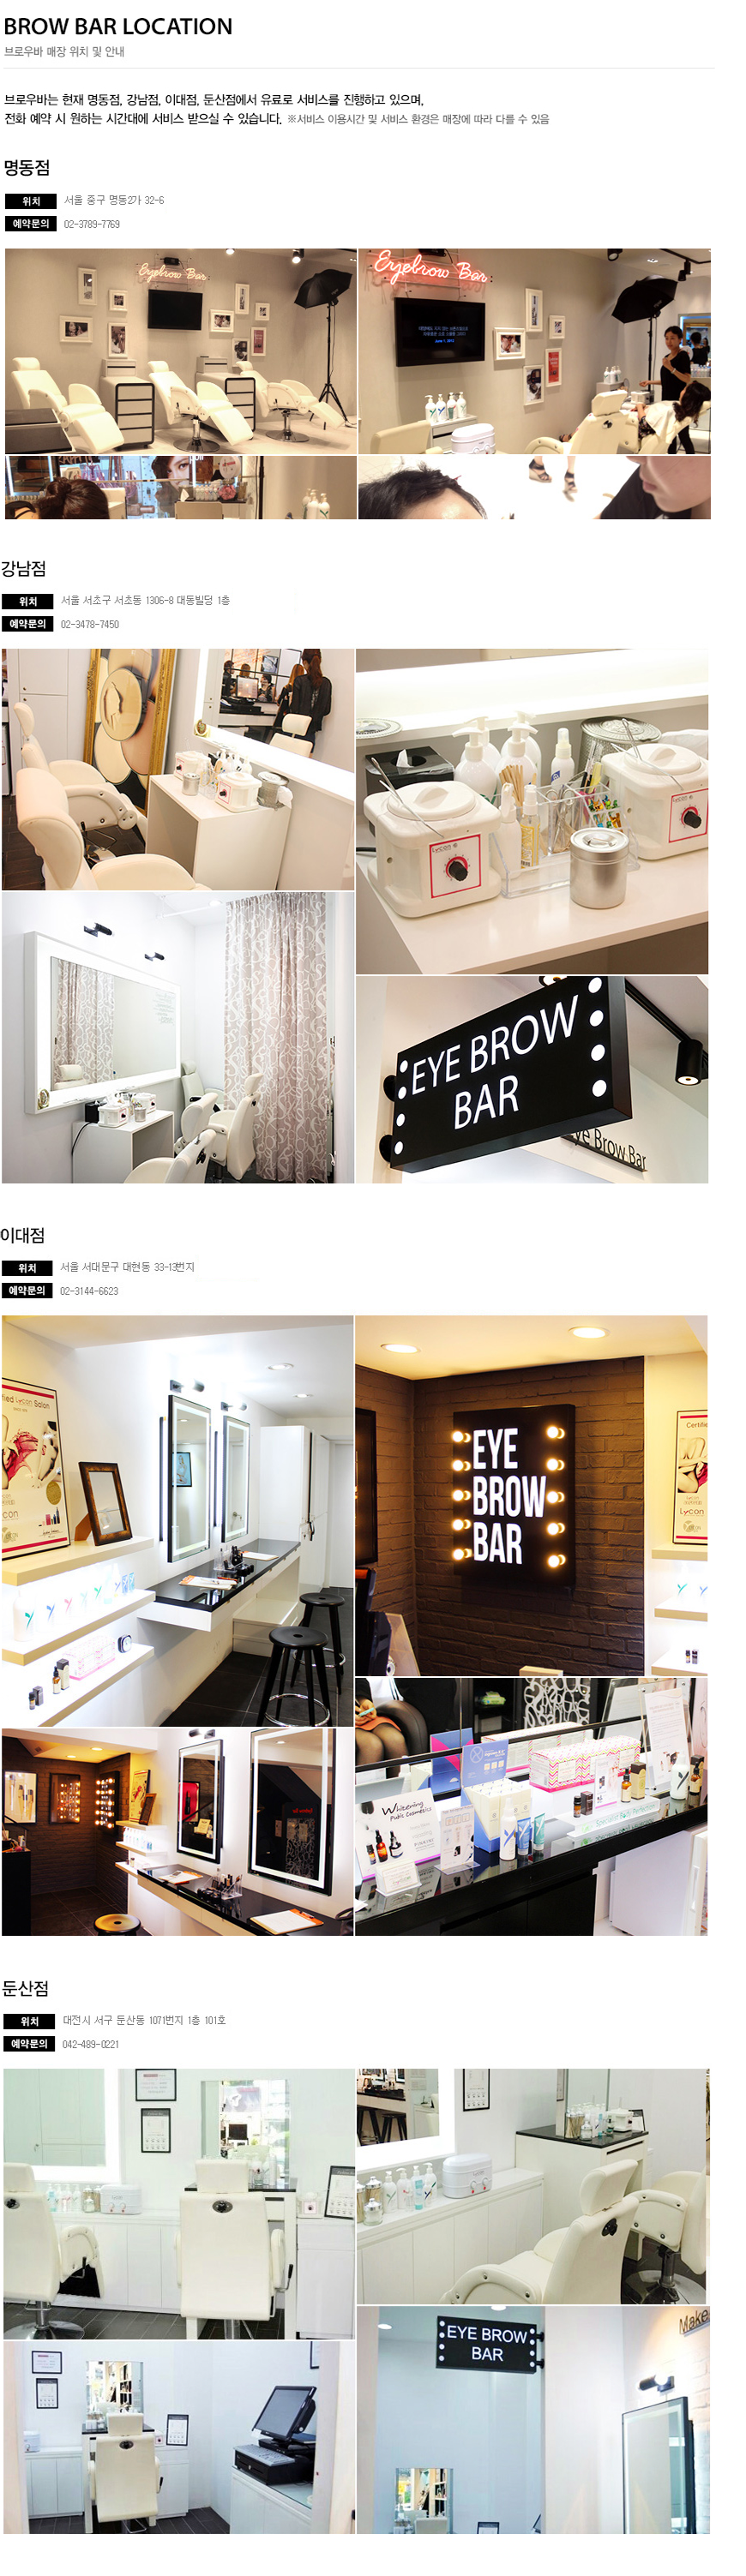 BROW BAR LOCATION
브로우바 매장 위치 및 안내
브로우바는 현재 명동점, 강남점, 이대점, 둔산점에서 유료로 서비스를 진행하고 있으며,
전화 예약 시 원하는 시간대에 서비스 받으실 수 있습니다. ※서비스 이용시간 및 서비스 환경은 매장에 따라 다를 수 있음
명동점
위치 서울 중구 명동2가 32-6
예약문의 02-3789-7769
Eyebrow Bar
Eyebrow Bar
강남점
위치 서울 서초구 서초동 1306-8 대동빌딩 1층
예약문의 02-3478-7450
Lycon
Lycon
EYE BROW
BAR
Eye Brow Bar
이대점
위치 서울 서대문구 대현동 33-13번지
예약문의 02-3144-6623
Lycon Salon
Lycon
EYE
BROW
BAR
Certifie
Lycon
Whitening
Public Cosmetics
둔산점
위치 대전시 서구 둔산동 1071번지 1층 101호
예약문의 042-489-0221
EYE BROW
BAR
Make